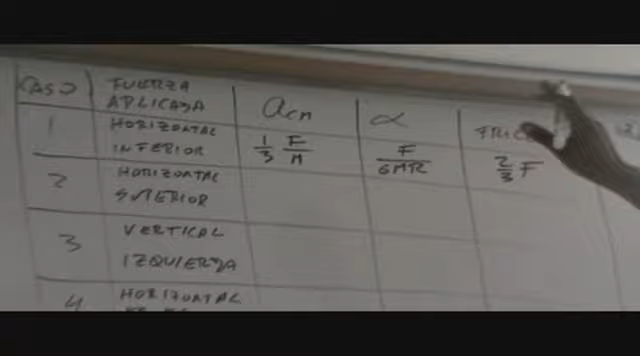 CASO FUERZA APLICADA acm α
1 HORIZONTAL INFERIOR 1/3 F/M F/6MR 2/3 F
2 HORIZONTAL SUPERIOR
3 VERTICAL IZQUIERDA
4 HORIZONTAL